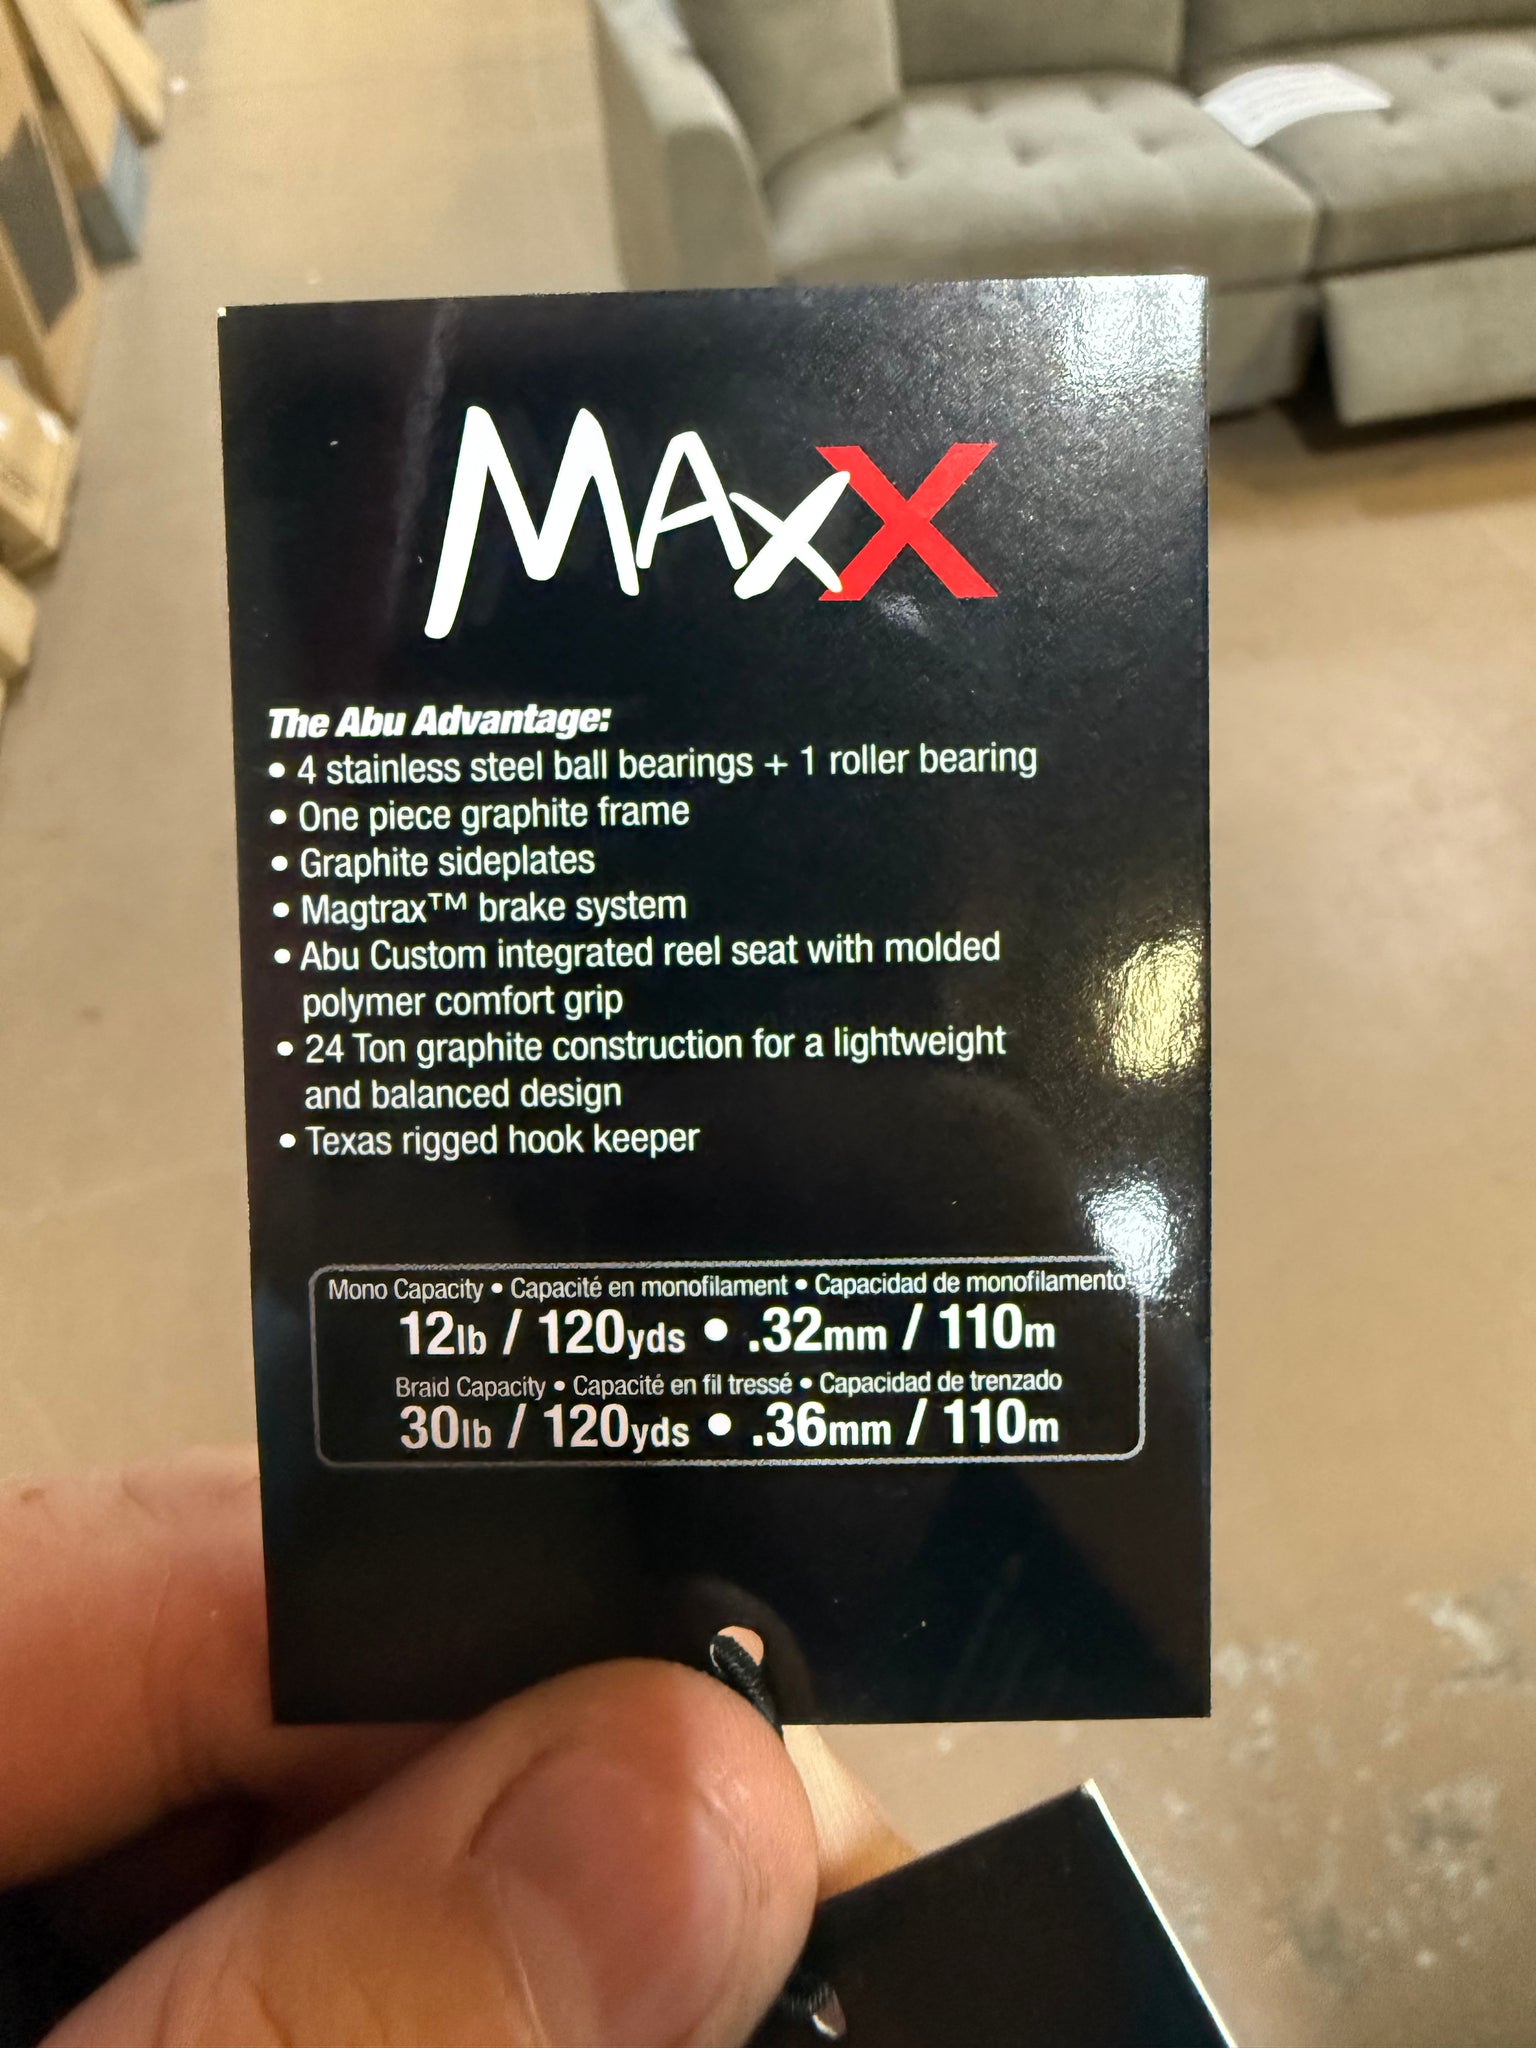 MAXX
The Abu Advantage:
• 4 stainless steel ball bearings + 1 roller bearing
• One piece graphite frame
• Graphite sideplates
• Magtrax™ brake system
• Abu Custom integrated reel seat with molded
polymer comfort grip
• 24 Ton graphite construction for a lightweight
and balanced design
• Texas rigged hook keeper
Mono Capacity • Capacité en monofilament • Capacidad de monofilamento
12lb / 120yds • .32mm / 110m
Braid Capacity • Capacité en fil tressé • Capacidad de trenzado
30lb / 120yds • .36mm / 110m